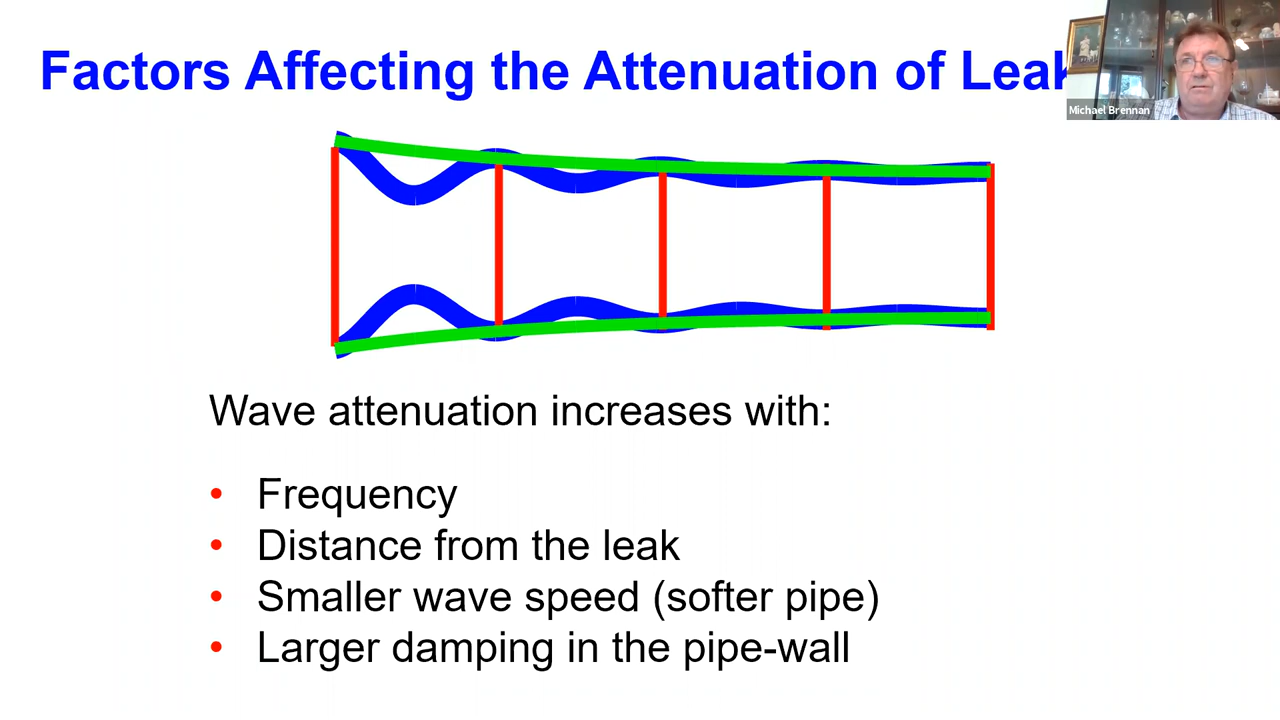 Factors Affecting the Attenuation of Leak
Michael Brennan
Wave attenuation increases with:
• Frequency
• Distance from the leak
• Smaller wave speed (softer pipe)
• Larger damping in the pipe-wall